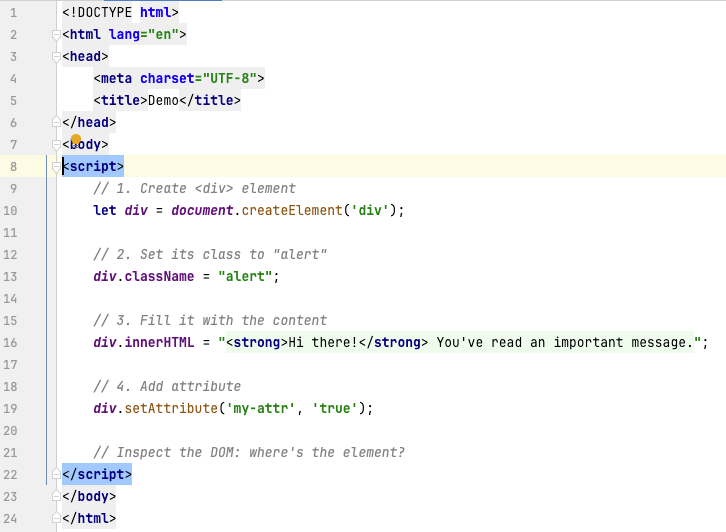 1 <!DOCTYPE html>
2 <html lang="en">
3 <head>
4     <meta charset="UTF-8">
5     <title>Demo</title>
6 </head>
7 <body>
8 <script>
9     // 1. Create <div> element
10     let div = document.createElement('div');
11
12     // 2. Set its class to "alert"
13     div.className = "alert";
14
15     // 3. Fill it with the content
16     div.innerHTML = "<strong>Hi there!</strong> You've read an important message.";
17
18     // 4. Add attribute
19     div.setAttribute('my-attr', 'true');
20
21     // Inspect the DOM: where's the element?
22 </script>
23 </body>
24 </html>